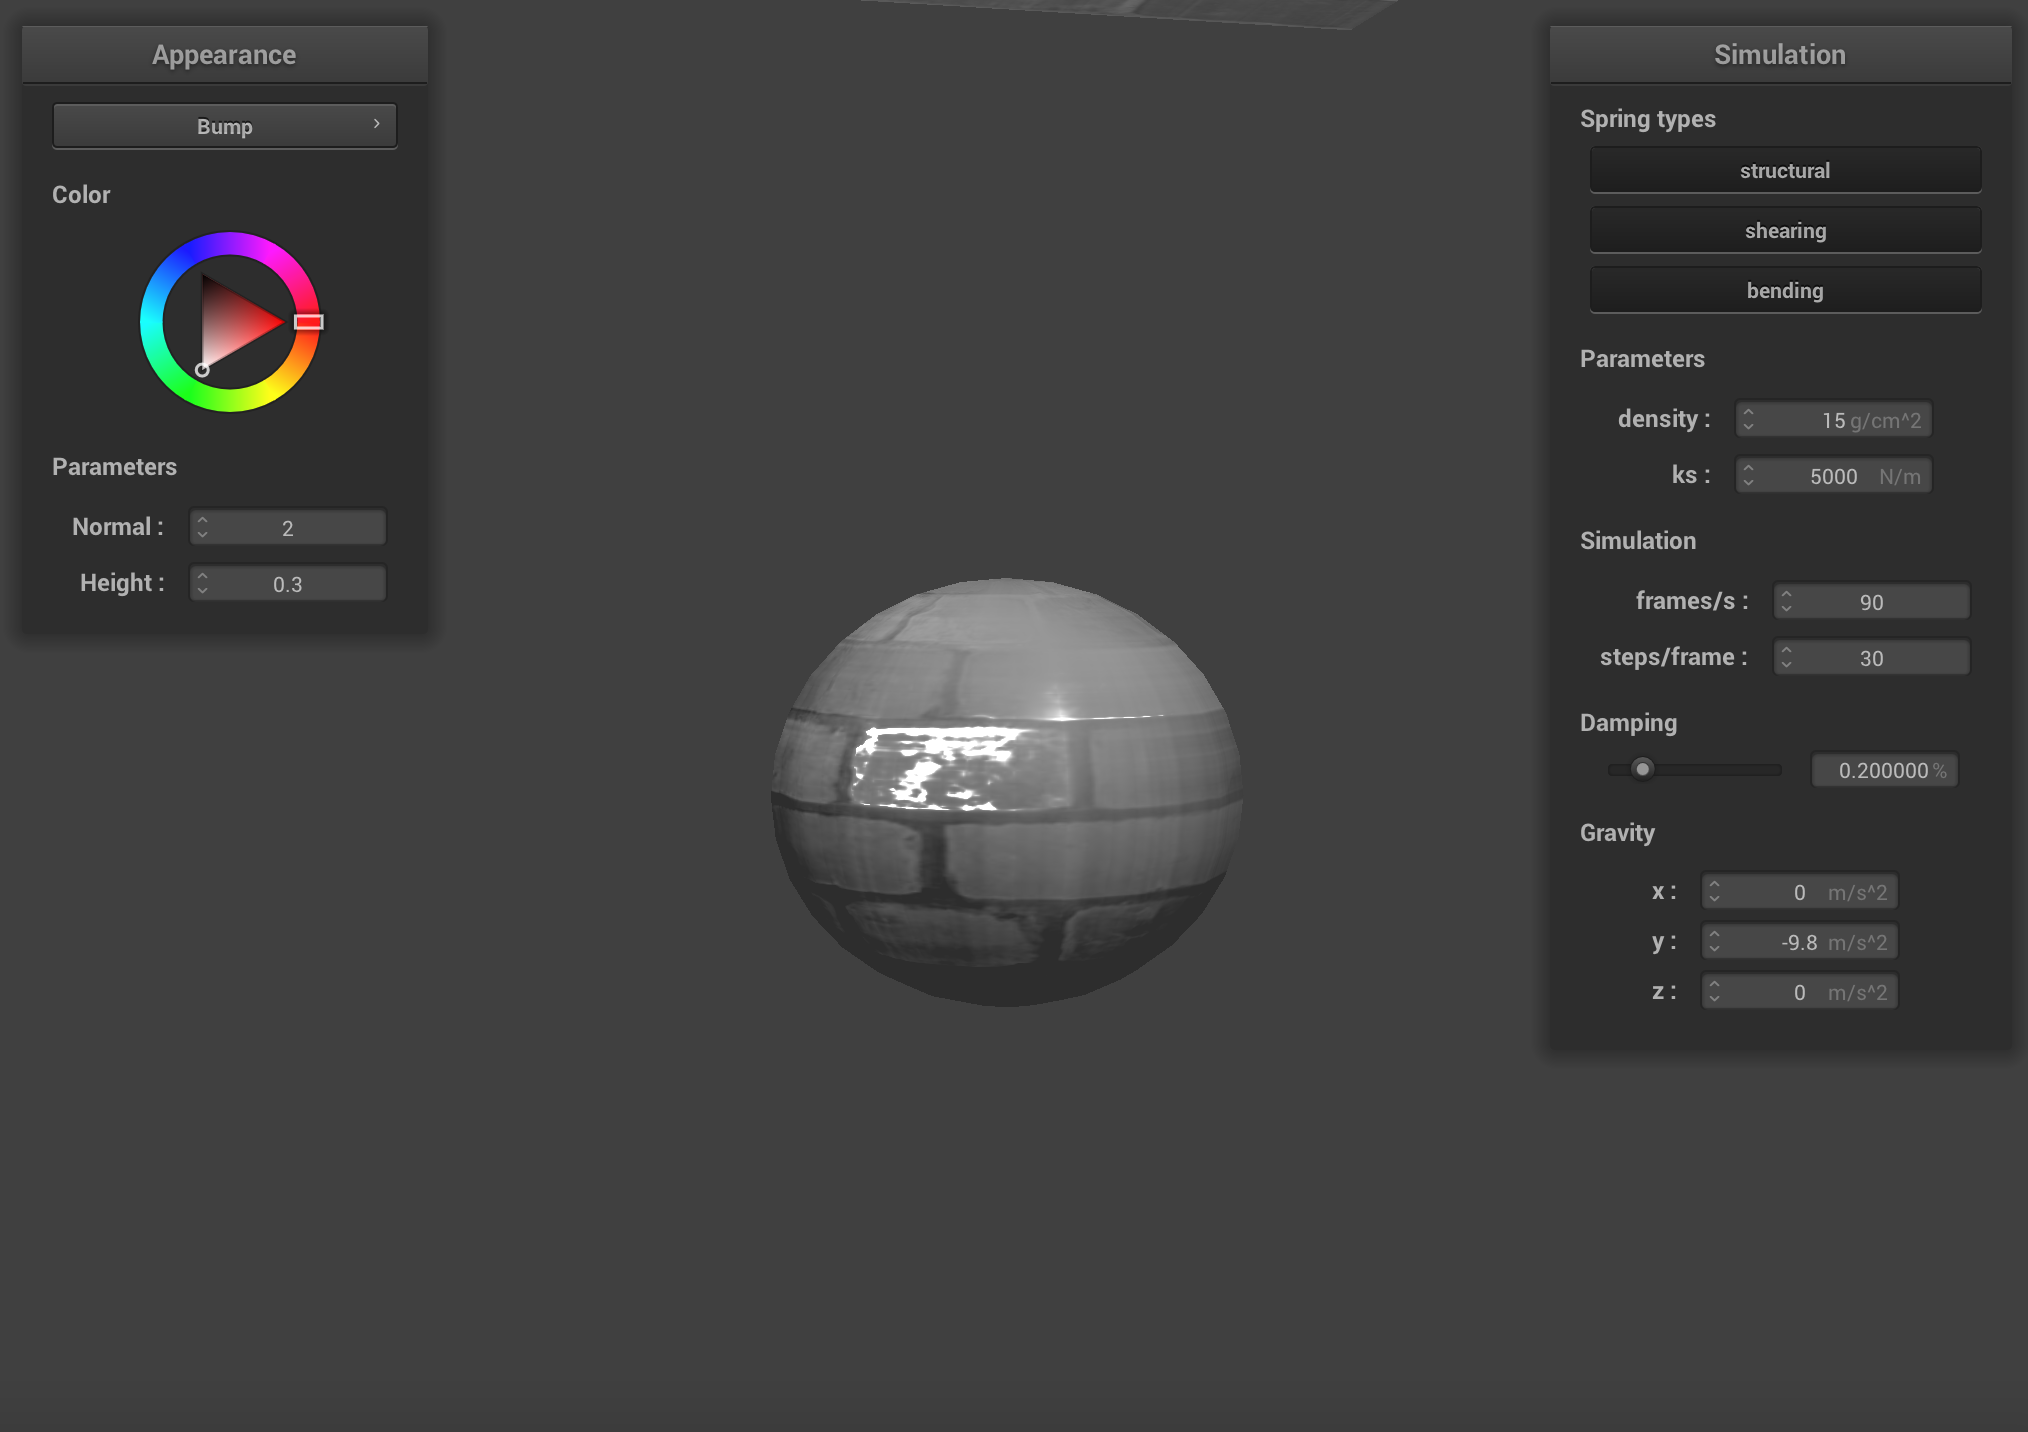 Appearance
Bump
Color
Parameters
Normal : 2
Height : 0.3
Simulation
Spring types
structural
shearing
bending
Parameters
density : 15 g/cm^2
ks : 5000 N/m
Simulation
frames/s : 90
steps/frame : 30
Damping
0.200000 %
Gravity
x : 0 m/s^2
y : -9.8 m/s^2
z : 0 m/s^2